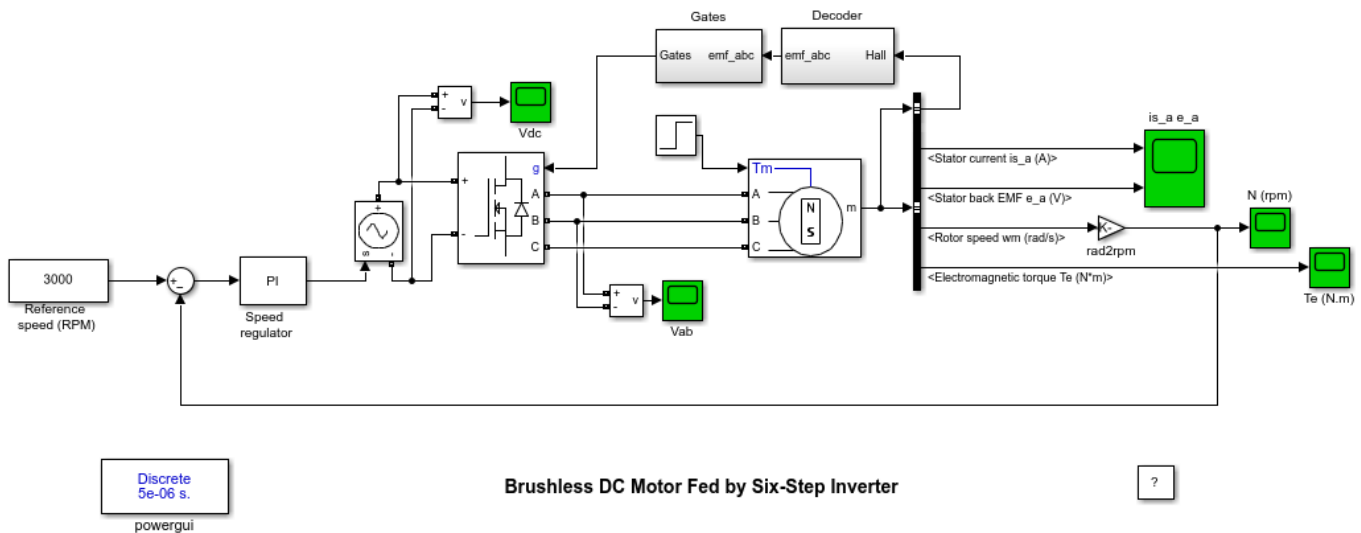 Gates
Decoder
Gates
emf_abc
emf_abc
Hall
+
-
v
Vdc
is_a e_a
g
Tm
<Stator current is_a (A)>
+
A
A
m
<Stator back EMF e_a (V)>
N (rpm)
+
B
B
N
S
<Rotor speed wm (rad/s)>
K-
rad2rpm
-
C
C
s
-
3000
+
−
PI
<Electromagnetic torque Te (N*m)>
Te (N.m)
Reference
speed (RPM)
Speed
regulator
+
-
v
Vab
Discrete
5e-06 s.
powergui
Brushless DC Motor Fed by Six-Step Inverter
?